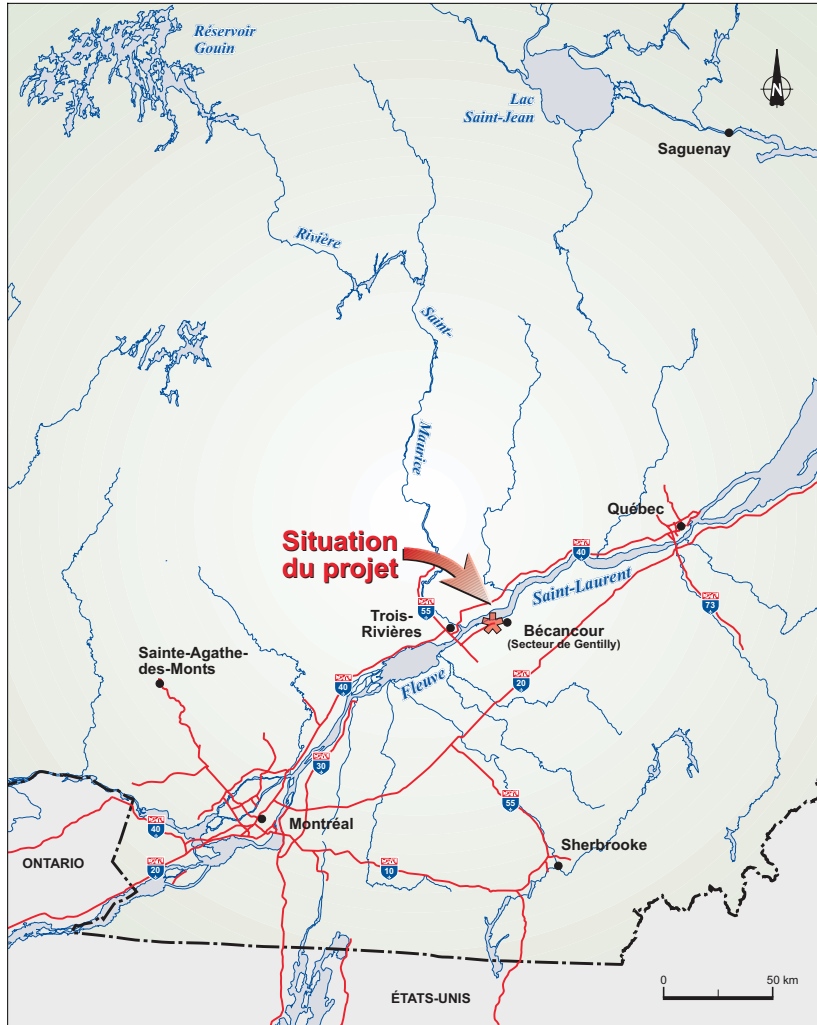 Réservoir
Gouin
Lac
Saint-Jean
N
Saguenay
Rivière
Saint-
Maurice
Québec
Situation
du projet
40
Saint-Laurent
55
73
Trois-
Rivières
Bécancour
(Secteur de Gentilly)
Sainte-Agathe-
des-Monts
Fleuve
40
20
30
55
Montréal
40
Sherbrooke
ONTARIO
20
10
0
50 km
ÉTATS-UNIS